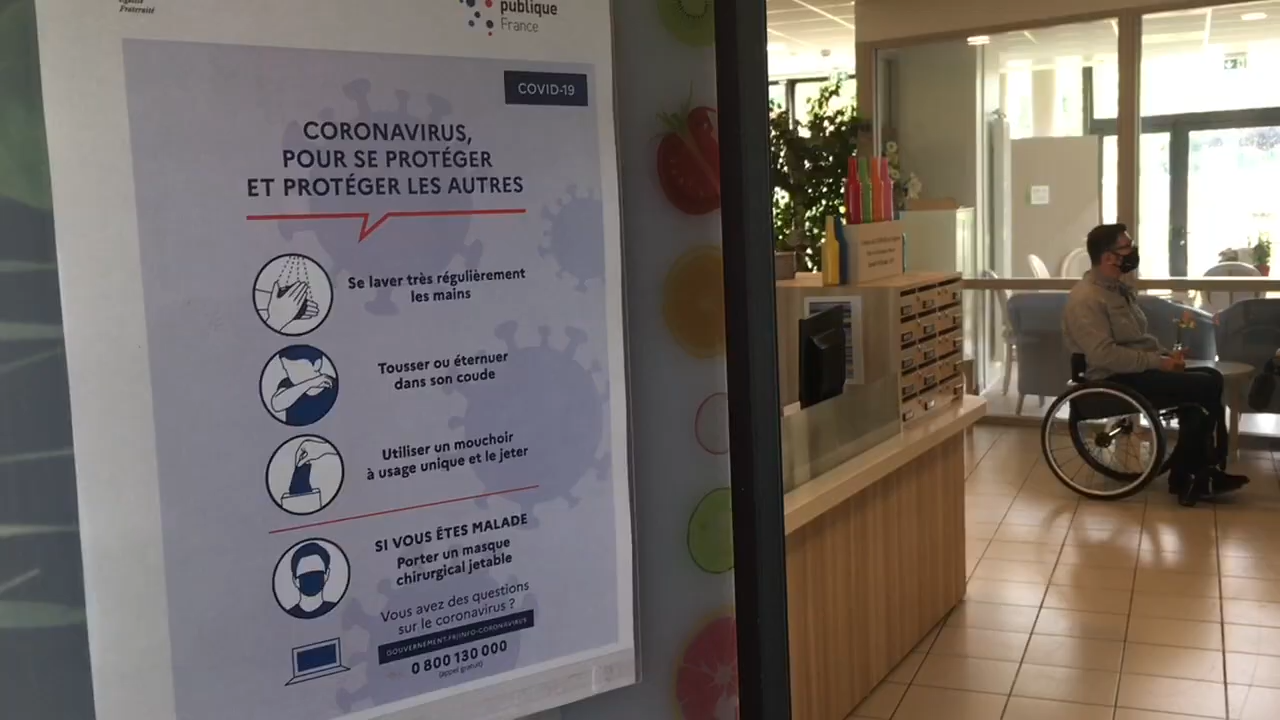 Fraternité
publique
France
COVID-19
CORONAVIRUS,
POUR SE PROTÉGER
ET PROTÉGER LES AUTRES
Se laver très régulièrement
les mains
Tousser ou éternuer
dans son coude
Utiliser un mouchoir
à usage unique et le jeter
SI VOUS ÊTES MALADE
Porter un masque
chirurgical jetable
Vous avez des questions
sur le coronavirus ?
GOUVERNEMENT.FR/INFO-CORONAVIRUS
0 800 130 000
(appel gratuit)